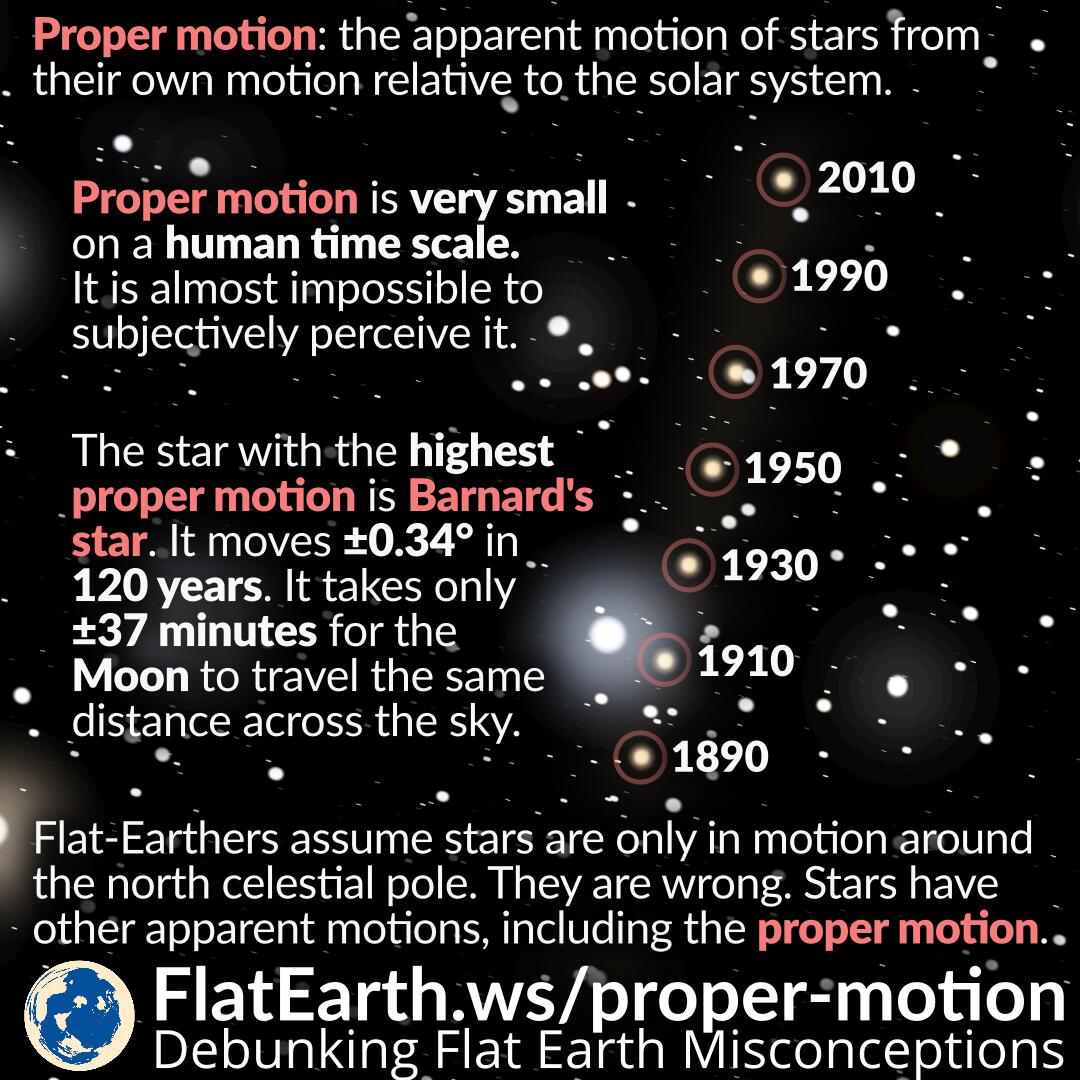 Proper motion: the apparent motion of stars from
their own motion relative to the solar system.
Proper motion is very small
on a human time scale.
It is almost impossible to
subjectively perceive it.
The star with the highest
proper motion is Barnard's
star. It moves ±0.34° in
120 years. It takes only
±37 minutes for the
Moon to travel the same
distance across the sky.
2010
1990
1970
1950
1930
1910
1890
Flat-Earthers assume stars are only in motion around
the north celestial pole. They are wrong. Stars have
other apparent motions, including the proper motion.
FlatEarth.ws/proper-motion
Debunking Flat Earth Misconceptions